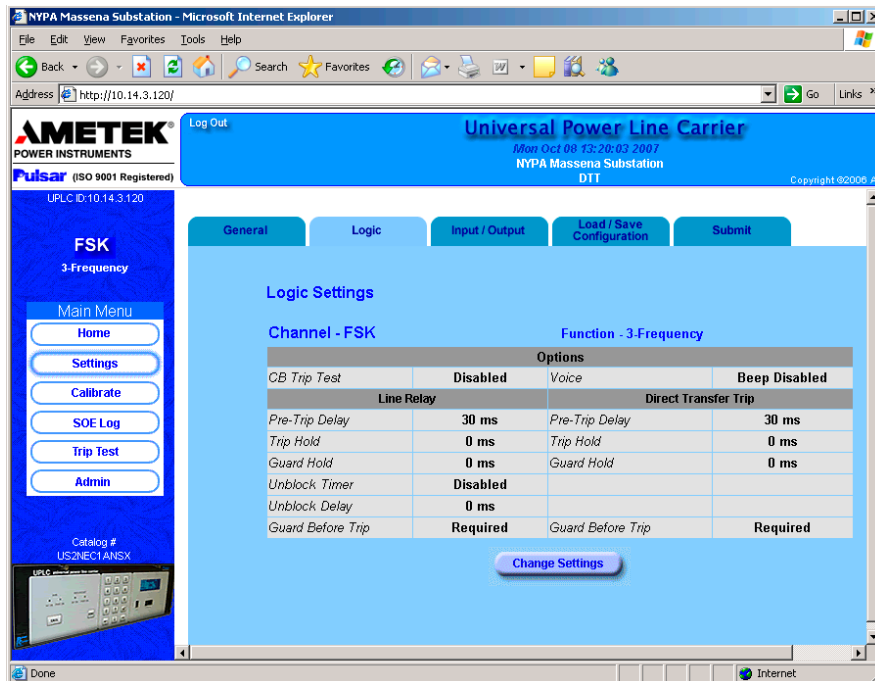 NYPA Massena Substation - Microsoft Internet Explorer
File Edit View Favorites Tools Help
Back Search Favorites
Address http://10.14.3.120/ Go Links »
AMETEK®
POWER INSTRUMENTS
Pulsar (ISO 9001 Registered)
Log Out
Universal Power Line Carrier
Mon Oct 08 13:20:03 2007
NYPA Massena Substation
DTT
Copyright ©2006 A
UPLC ID:10.14.3.120
FSK
3-Frequency
Main Menu
Home
Settings
Calibrate
SOE Log
Trip Test
Admin
Catalog #
US2NEC1ANSX
UPLC
General Logic Input / Output Load / Save Configuration Submit
Logic Settings
Channel - FSK Function - 3-Frequency
Options
CB Trip Test Disabled Voice Beep Disabled
Line Relay Direct Transfer Trip
Pre-Trip Delay 30 ms Pre-Trip Delay 30 ms
Trip Hold 0 ms Trip Hold 0 ms
Guard Hold 0 ms Guard Hold 0 ms
Unblock Timer Disabled
Unblock Delay 0 ms
Guard Before Trip Required Guard Before Trip Required
Change Settings
Done Internet